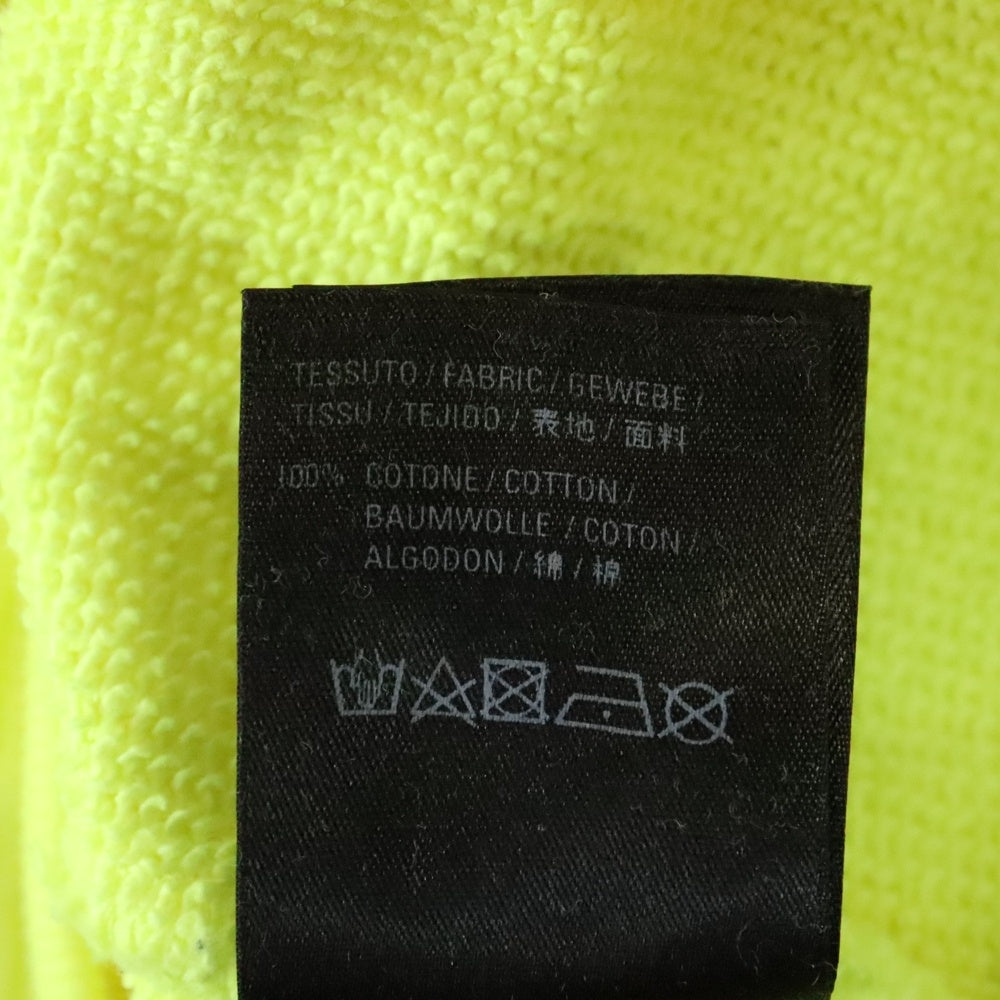 TESSUTO / FABRIC / GEWEBE /
TISSU / TEJIDO / 表地 / 面料
100% COTONE / COTTON /
BAUMWOLLE / COTON /
ALGODON / 綿 / 棉